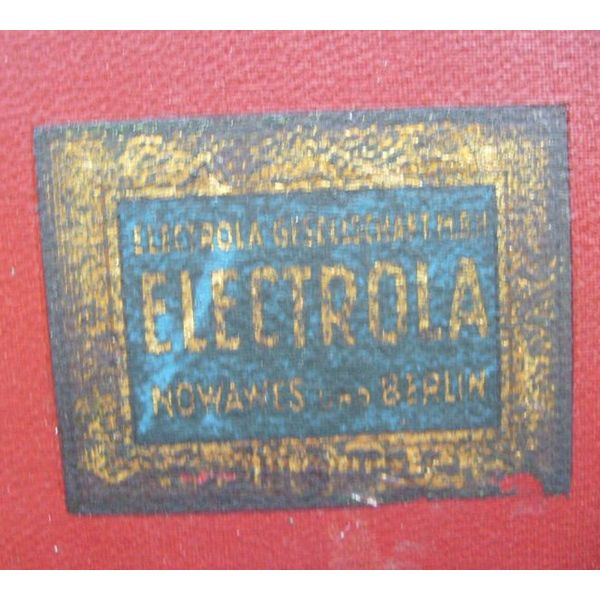 ELECTROLA GESELLSCHAFT M.B.H
ELECTROLA
NOWAWES UND BERLIN